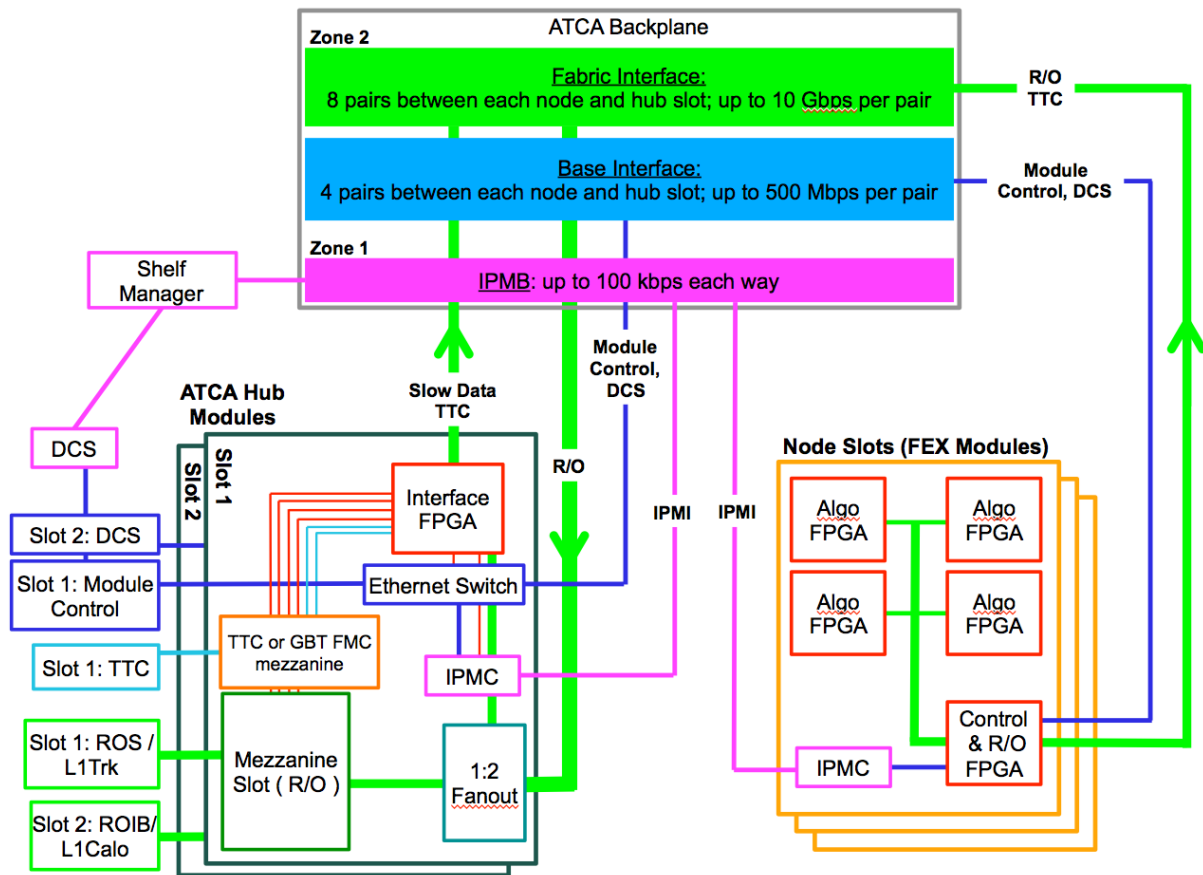 ATCA Backplane
Zone 2
Fabric Interface:
8 pairs between each node and hub slot; up to 10 Gbps per pair
R/O
TTC
Base Interface:
4 pairs between each node and hub slot; up to 500 Mbps per pair
Module
Control, DCS
Zone 1
IPMB: up to 100 kbps each way
Shelf
Manager
Module
Control,
DCS
Slow Data
TTC
ATCA Hub
Modules
DCS
R/O
Node Slots (FEX Modules)
Slot 1
Slot 2
Interface
FPGA
IPMI
IPMI
Algo
FPGA
Algo
FPGA
Slot 2: DCS
Slot 1: Module
Control
Ethernet Switch
Algo
FPGA
Algo
FPGA
TTC or GBT FMC
mezzanine
Slot 1: TTC
IPMC
Slot 1: ROS /
L1Trk
Mezzanine
Slot ( R/O )
1:2
Fanout
IPMC
Control
& R/O
FPGA
Slot 2: ROIB/
L1Calo